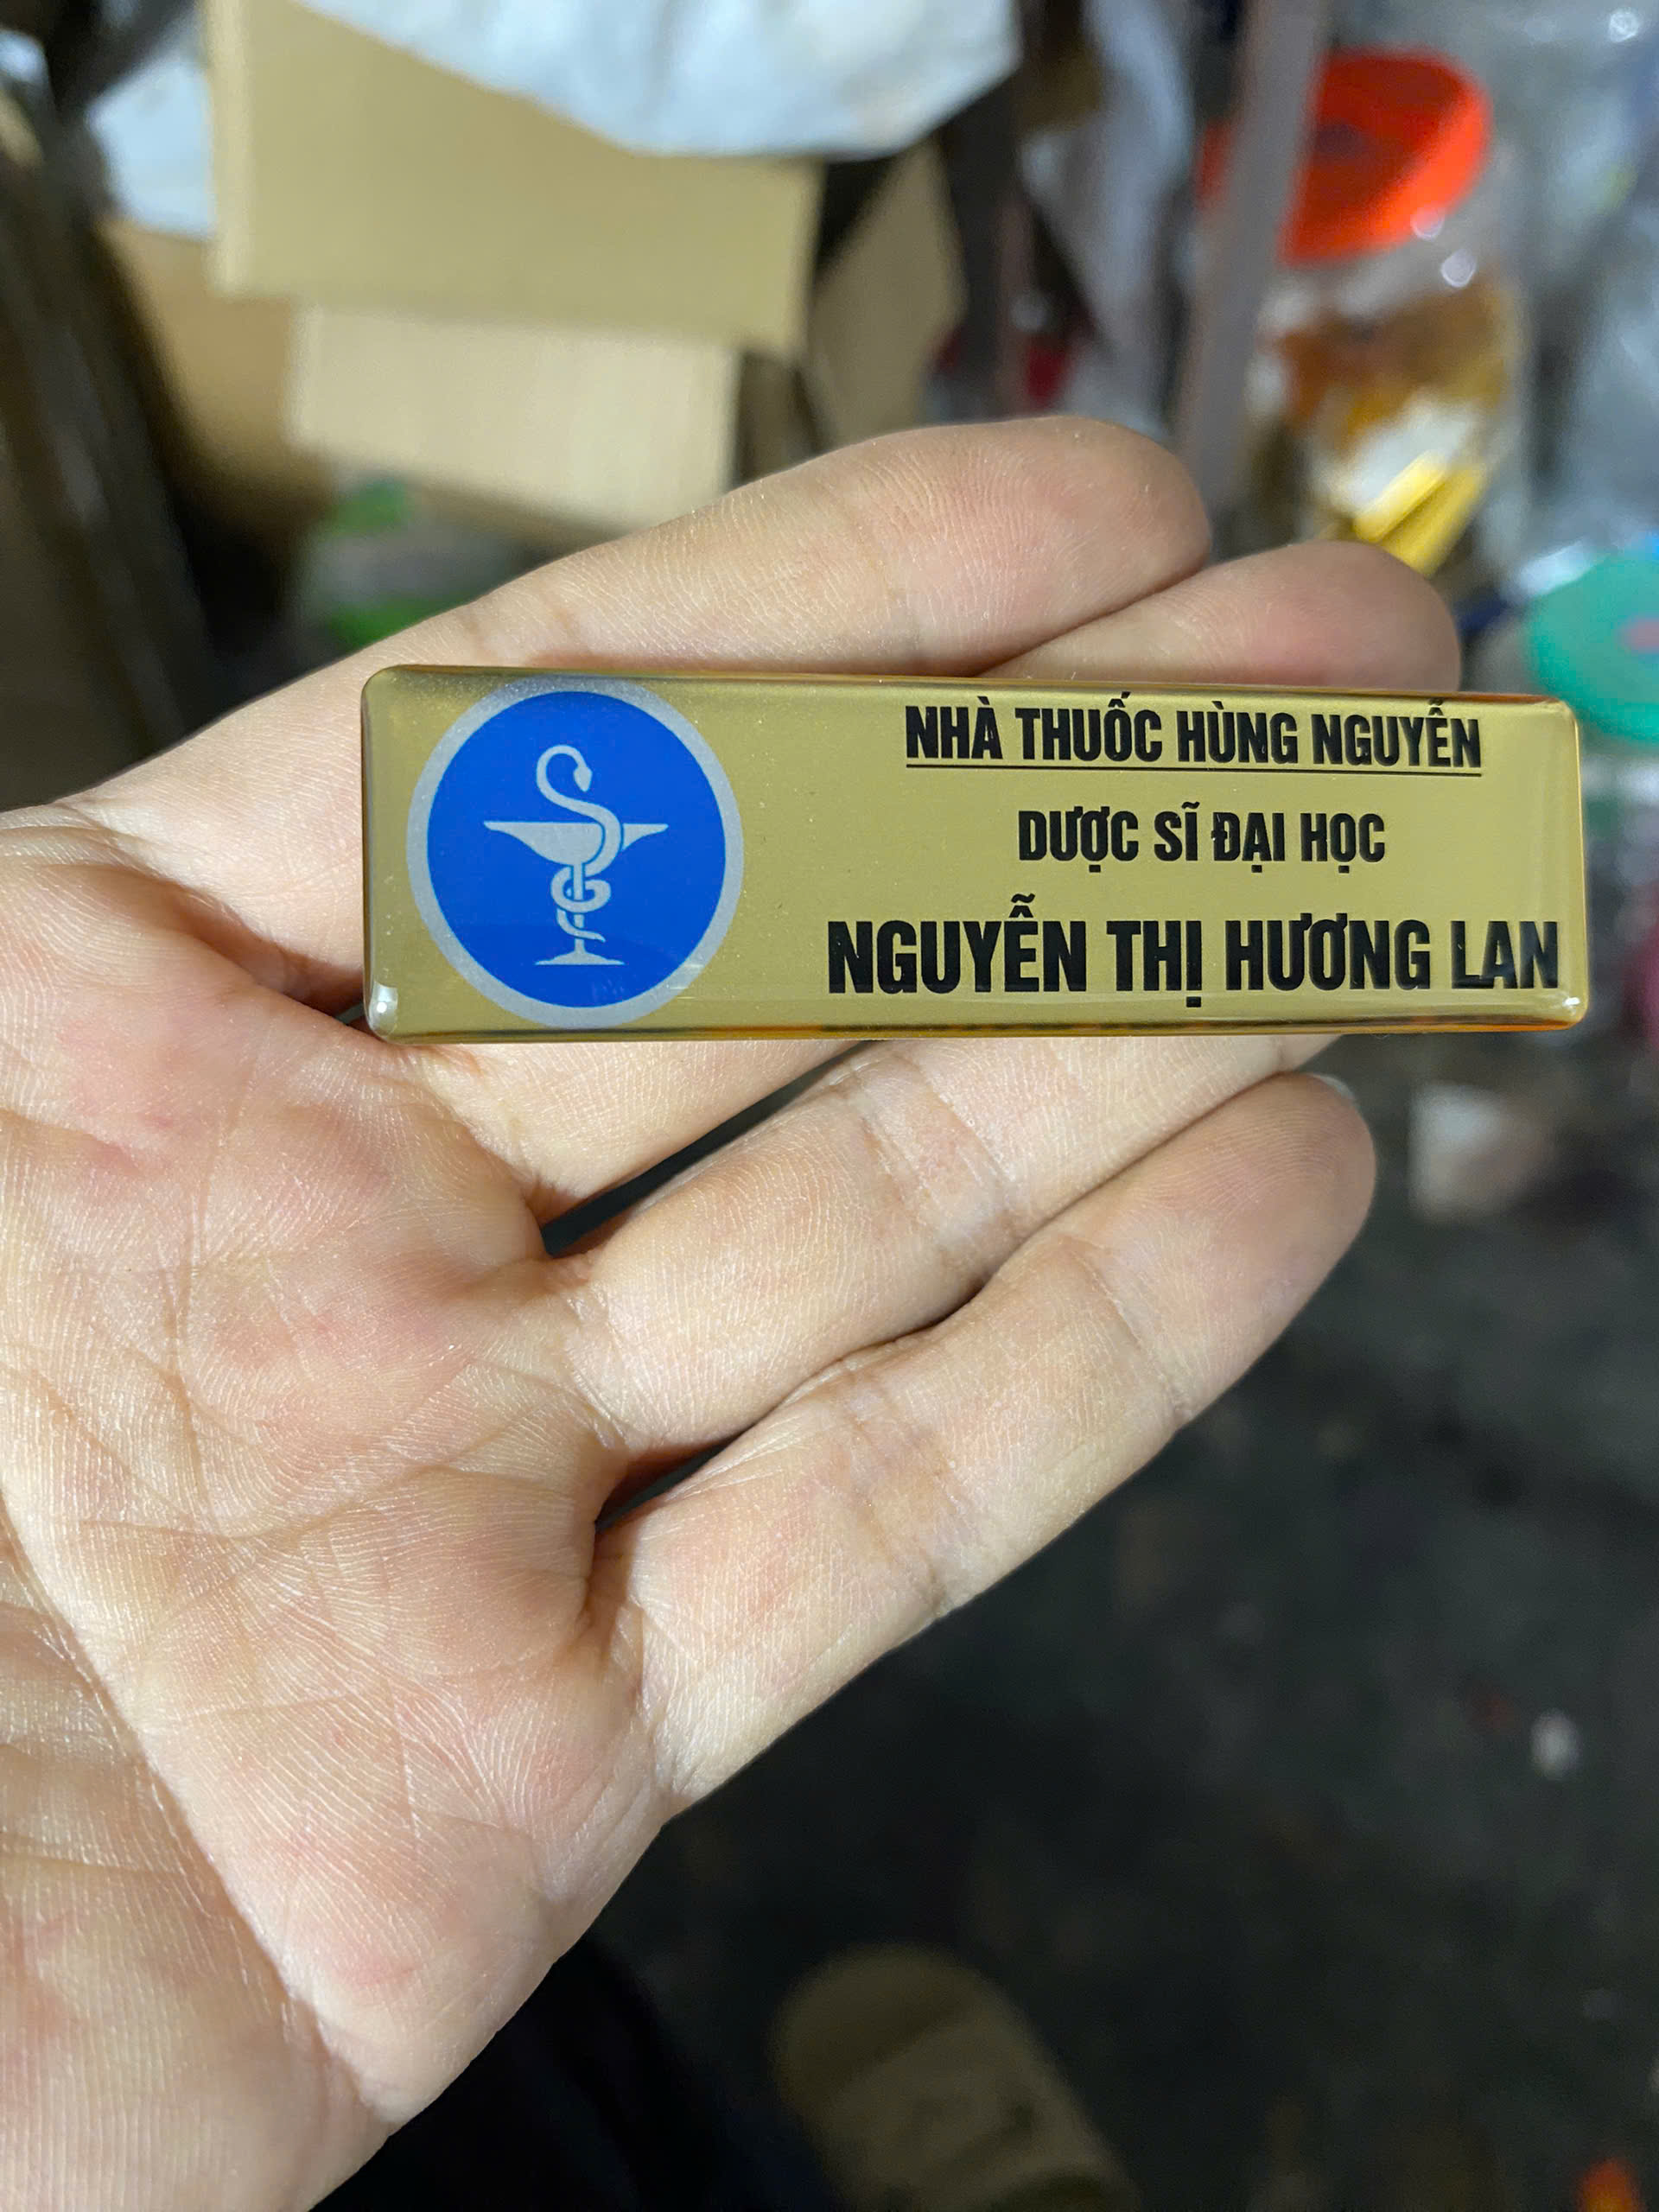 NHÀ THUỐC HÙNG NGUYỄN
DƯỢC SĨ ĐẠI HỌC
NGUYỄN THỊ HƯƠNG LAN